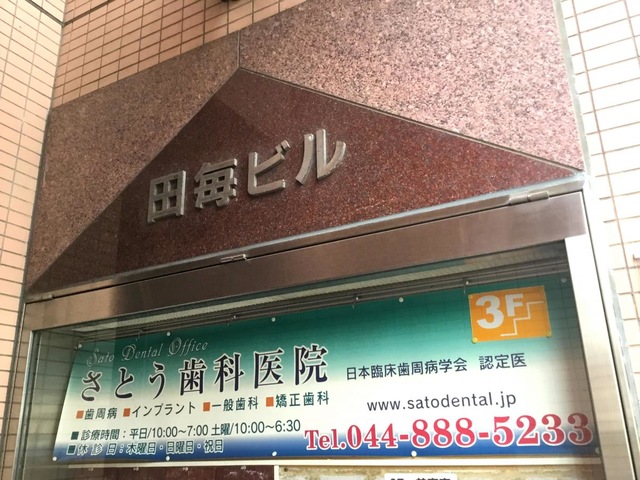 田毎ビル
3F
Sato Dental Office
さとう歯科医院
日本臨床歯周病学会 認定医
■歯周病 ■インプラント ■一般歯科 ■矯正歯科
www.satodental.jp
■診療時間:平日/10:00～7:00 土曜/10:00～6:30
■休診日:木曜日・日曜日・祝日
Tel.044-888-5233